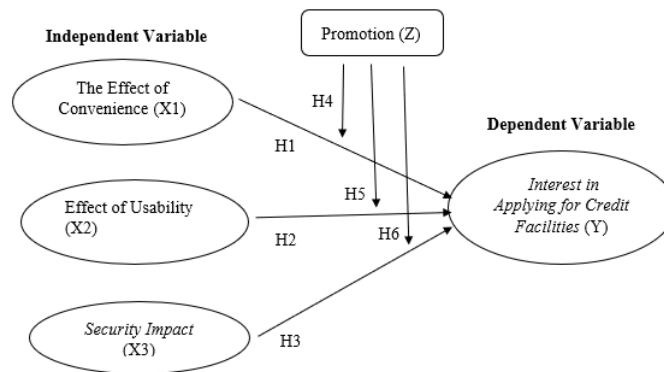 Independent Variable
Promotion (Z)
The Effect of
Convenience (X1)
H4
H1
Dependent Variable
Effect of Usability
(X2)
H5
H2
H6
Interest in
Applying for Credit
Facilities (Y)
Security Impact
(X3)
H3